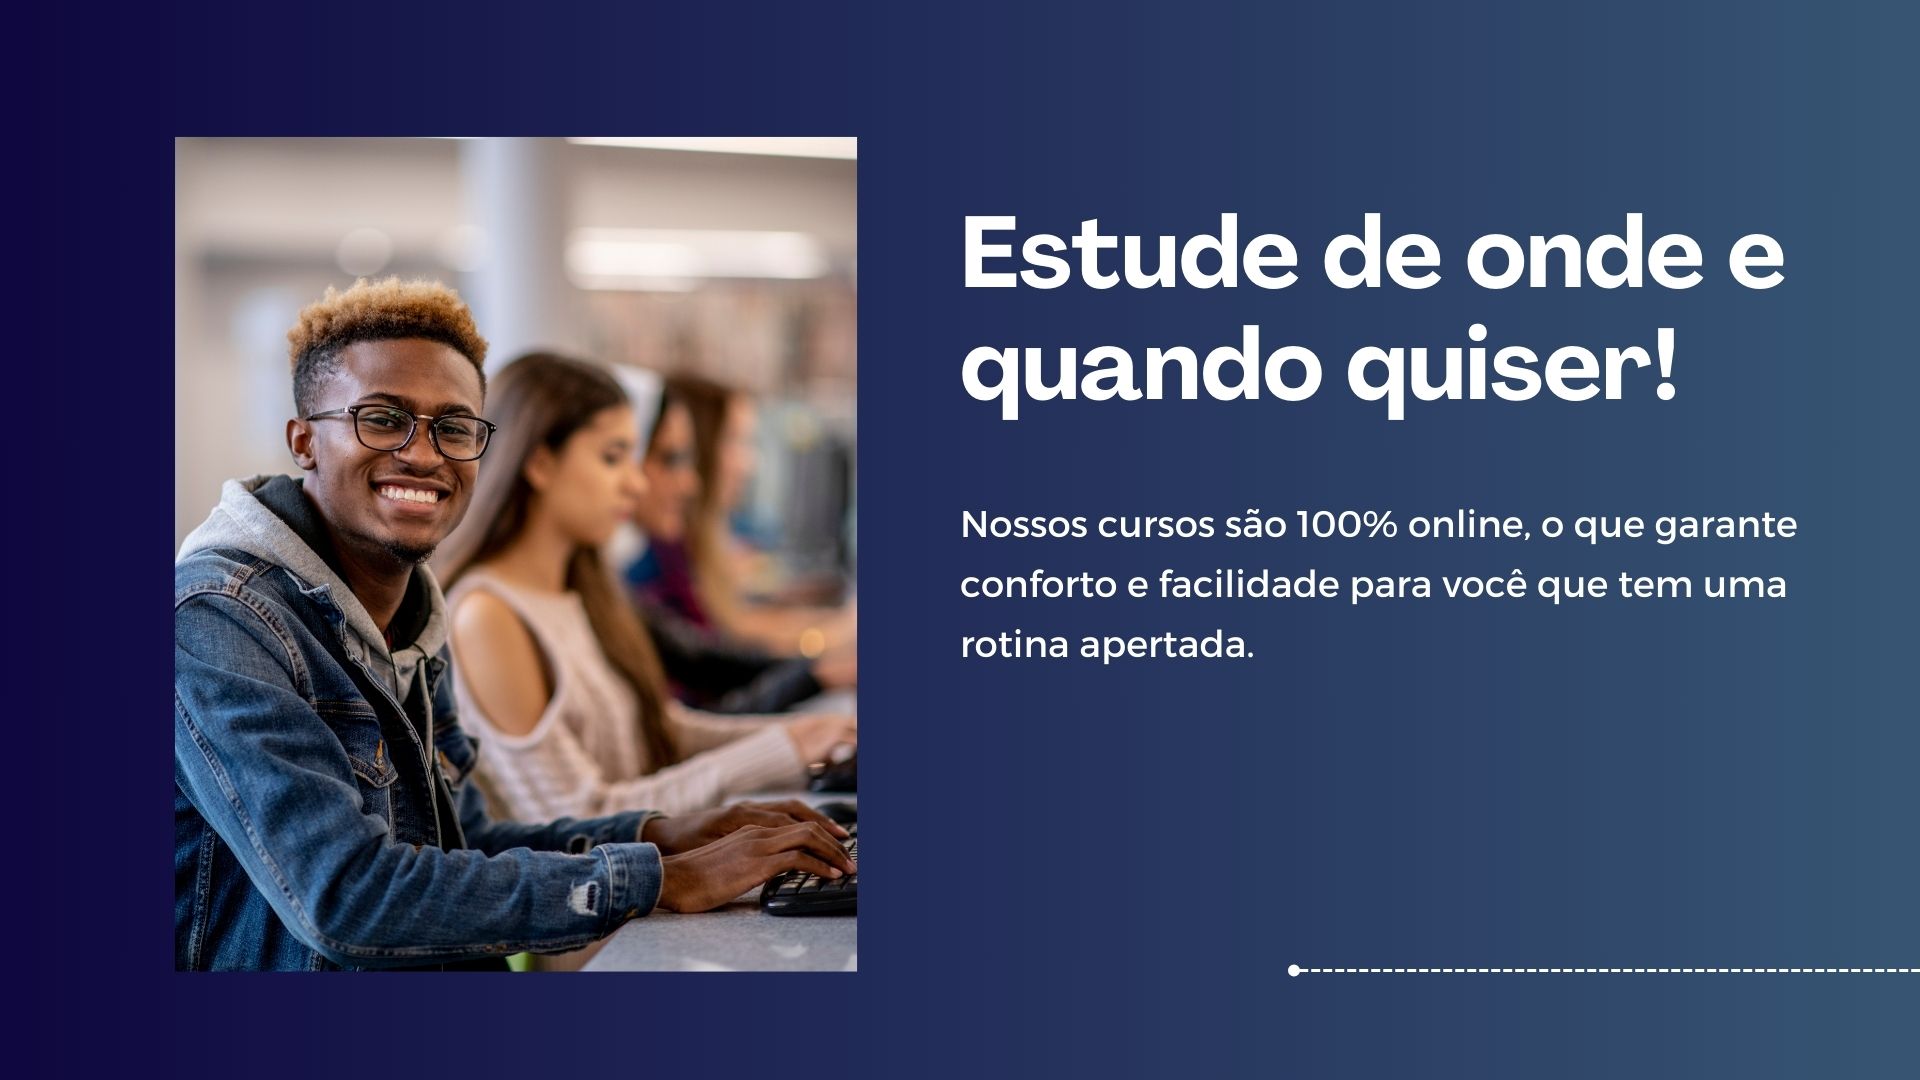 Estude de onde e
quando quiser!
Nossos cursos são 100% online, o que garante
conforto e facilidade para você que tem uma
rotina apertada.